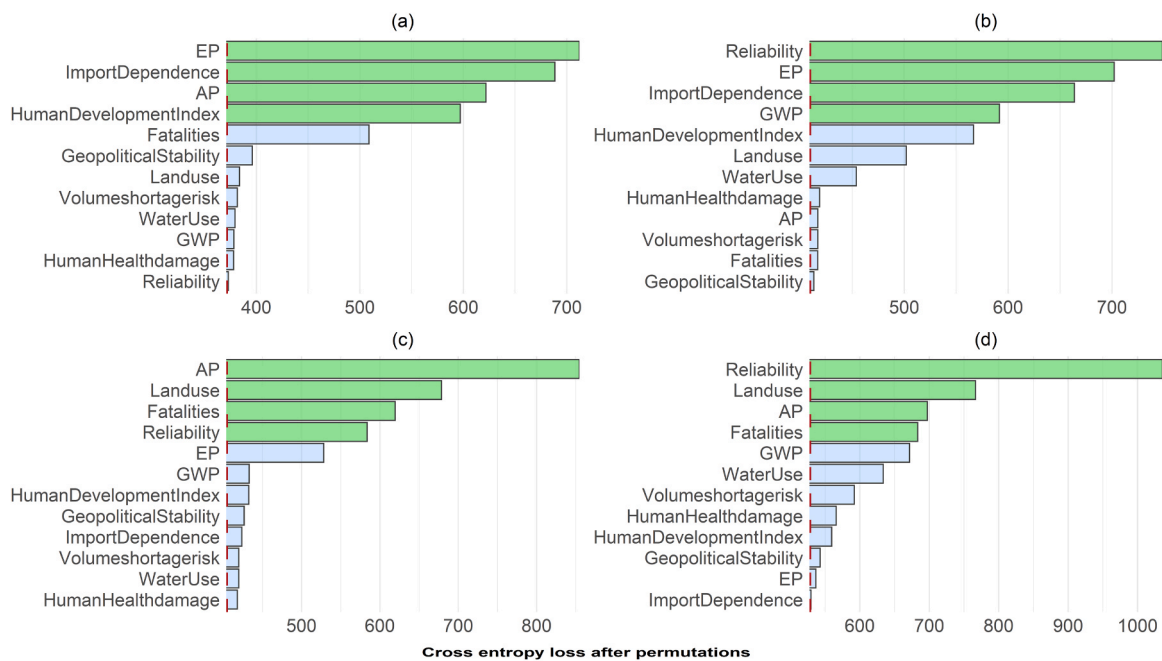 (a)
EP
ImportDependence
AP
HumanDevelopmentIndex
Fatalities
GeopoliticalStability
Landuse
Volumeshortagerisk
WaterUse
GWP
HumanHealthdamage
Reliability
400 500 600 700
(b)
Reliability
EP
ImportDependence
GWP
HumanDevelopmentIndex
Landuse
WaterUse
HumanHealthdamage
AP
Volumeshortagerisk
Fatalities
GeopoliticalStability
500 600 700
(c)
AP
Landuse
Fatalities
Reliability
EP
GWP
HumanDevelopmentIndex
GeopoliticalStability
ImportDependence
Volumeshortagerisk
WaterUse
HumanHealthdamage
500 600 700 800
(d)
Reliability
Landuse
AP
Fatalities
GWP
WaterUse
Volumeshortagerisk
HumanHealthdamage
HumanDevelopmentIndex
GeopoliticalStability
EP
ImportDependence
600 700 800 900 1000
Cross entropy loss after permutations